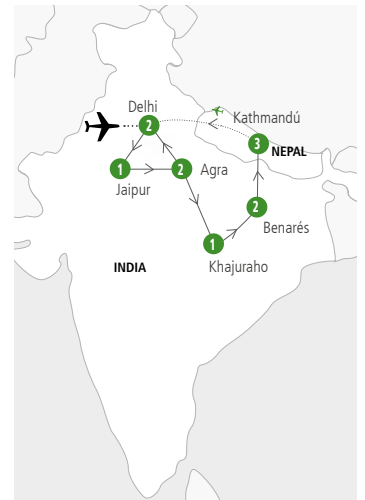 Delhi
2
Kathmandú
3
NEPAL
1
2
Agra
Jaipur
2
Benarés
1
Khajuraho
INDIA